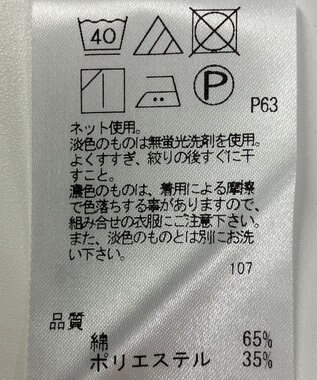 40
P
P63
ネット使用。
淡色のものは無蛍光洗剤を使用。
よくすすぎ、絞りの後すぐに干
すこと。
濃色のものは、着用による摩擦
で色落ちする事がありますので、
組み合せの衣服にご注意下さい。
また、淡色のものとは別にお洗
い下さい。
107
品質
綿 65%
ポリエステル 35%